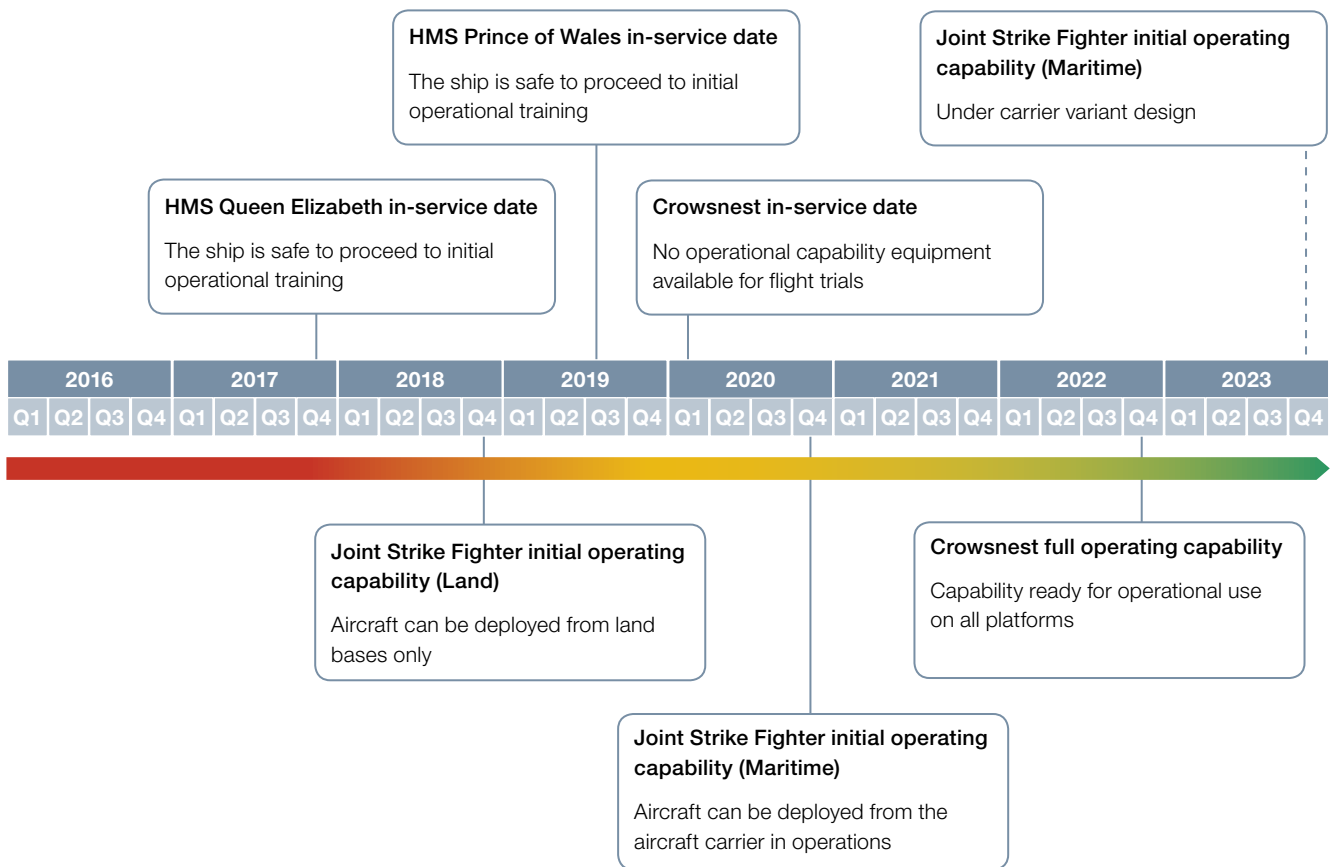 HMS Prince of Wales in-service date
The ship is safe to proceed to initial
operational training
Joint Strike Fighter initial operating
capability (Maritime)
Under carrier variant design
HMS Queen Elizabeth in-service date
The ship is safe to proceed to initial
operational training
Crowsnest in-service date
No operational capability equipment
available for flight trials
2016 2017 2018 2019 2020 2021 2022 2023
Q1 Q2 Q3 Q4 Q1 Q2 Q3 Q4 Q1 Q2 Q3 Q4 Q1 Q2 Q3 Q4 Q1 Q2 Q3 Q4 Q1 Q2 Q3 Q4 Q1 Q2 Q3 Q4 Q1 Q2 Q3 Q4
Joint Strike Fighter initial operating
capability (Land)
Aircraft can be deployed from land
bases only
Crowsnest full operating capability
Capability ready for operational use
on all platforms
Joint Strike Fighter initial operating
capability (Maritime)
Aircraft can be deployed from the
aircraft carrier in operations